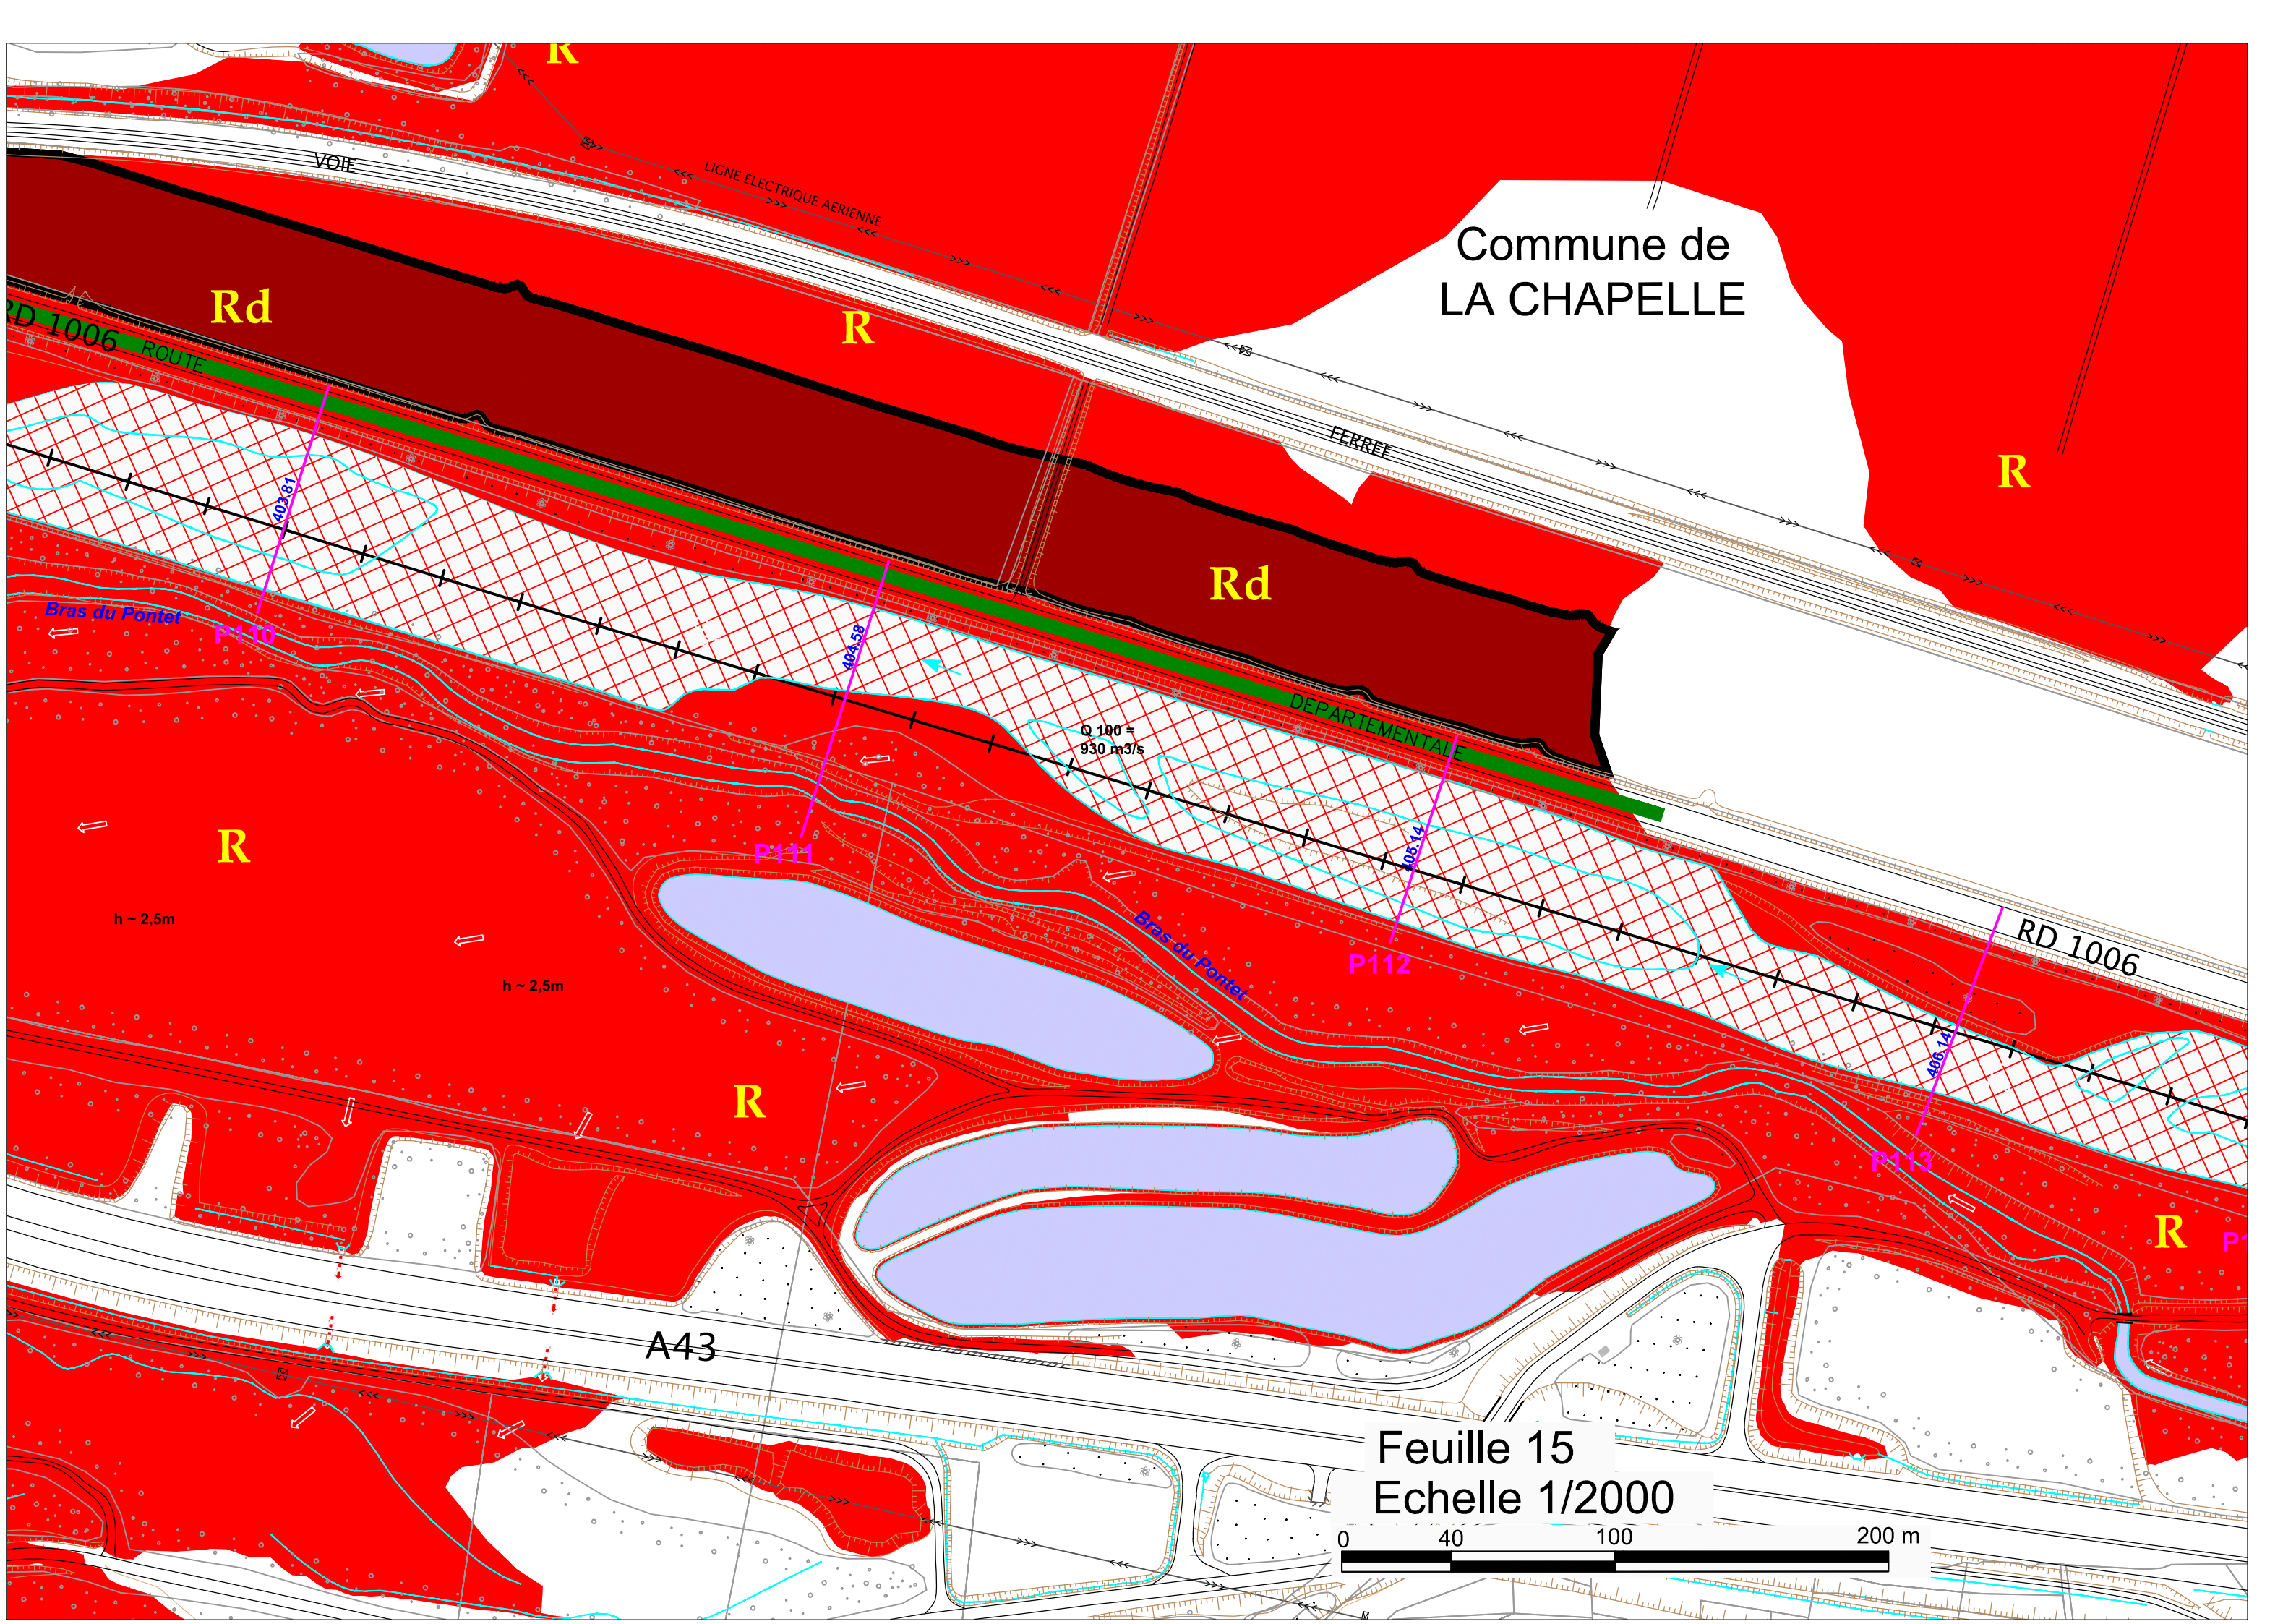 R
VOIE
LIGNE ELECTRIQUE AERIENNE
Commune de
LA CHAPELLE
Rd
R
RD 1006
ROUTE
FERREE
R
403.81
Rd
Bras du Pontet
P110
404.58
DEPARTEMENTALE
Q 100 =
930 m3/s
R
P111
405.14
h ~ 2,5m
Bras du Pontet
P112
RD 1006
h ~ 2,5m
406.14
R
P113
R
P1
A43
Feuille 15
Echelle 1/2000
0 40 100 200 m